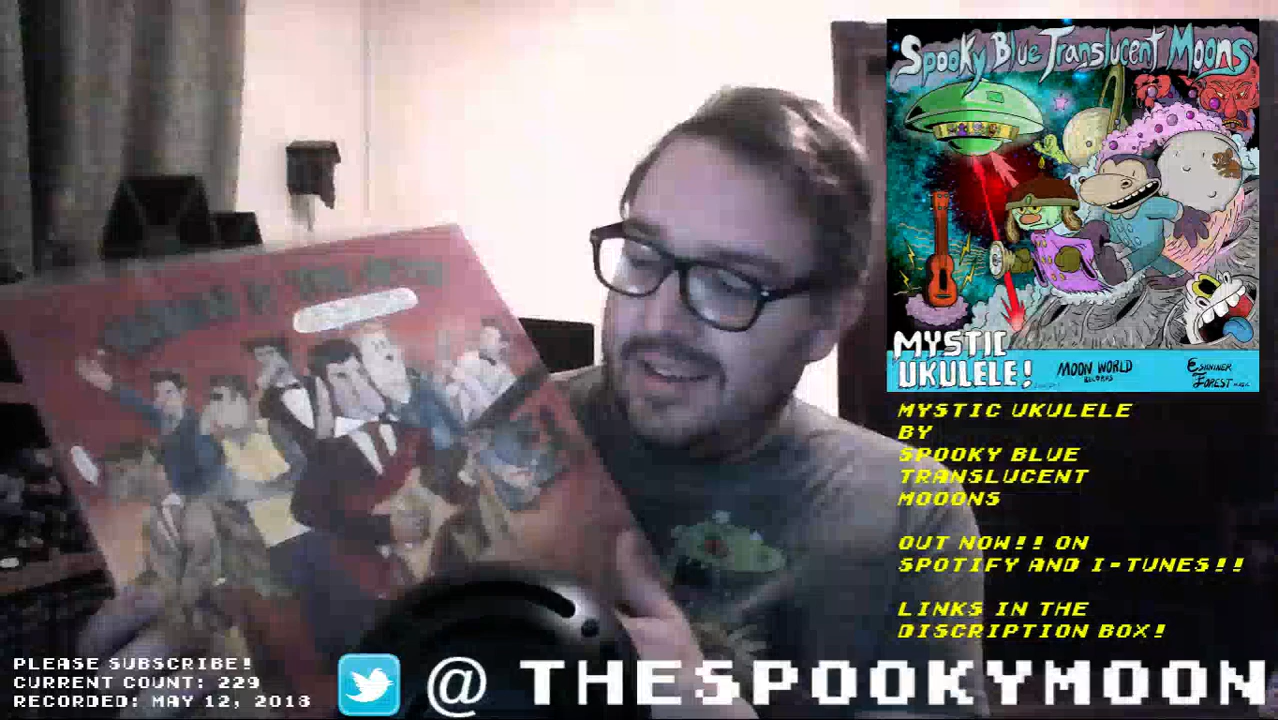 Spooky Blue Translucent Moons
MYSTIC
UKULELE!
MOON WORLD
RECORDS
MYSTIC UKULELE
BY
SPOOKY BLUE
TRANSLUCENT
MOOONS
OUT NOW!! ON
SPOTIFY AND I-TUNES!!
LINKS IN THE
DISCRIPTION BOX!
PLEASE SUBSCRIBE!
CURRENT COUNT: 229
RECORDED: MAY 12, 2018
@ THESPOOKYMOON